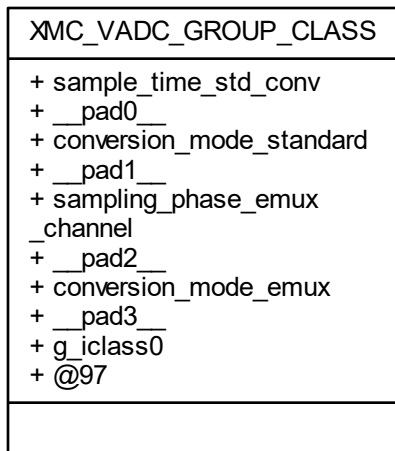 XMC_VADC_GROUP_CLASS
+ sample_time_std_conv
+ __pad0__
+ conversion_mode_standard
+ __pad1__
+ sampling_phase_emux
_channel
+ __pad2__
+ conversion_mode_emux
+ __pad3__
+ g_iclass0
+ @97